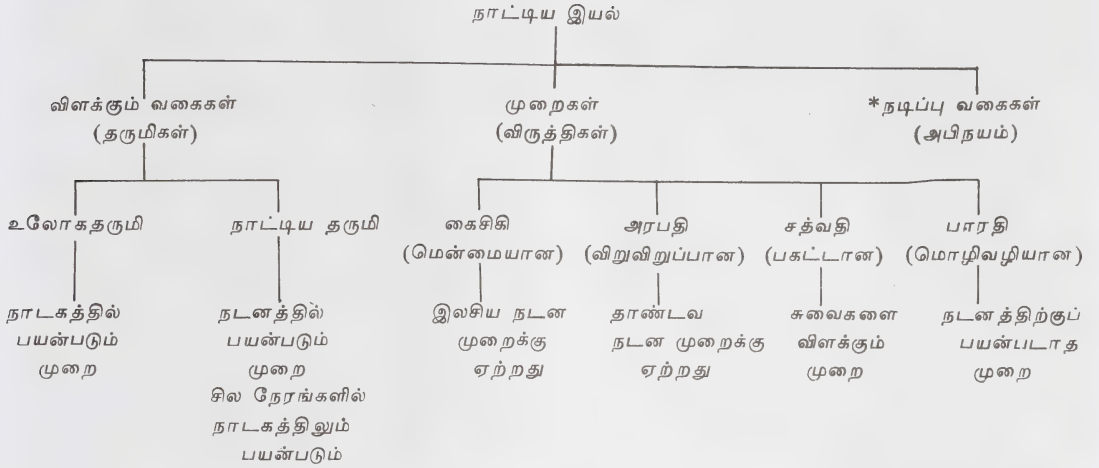 நாட்டிய இயல்
விளக்கும் வகைகள்
(தருமிகள்)
முறைகள்
(விருத்திகள்)
*நடிப்பு வகைகள்
(அபிநயம்)
உலோகதருமி
நாட்டிய தருமி
கைசிகி
(மென்மையான)
அரபதி
(விறுவிறுப்பான)
சத்வதி
(பகட்டான)
பாரதி
(மொழிவழியான)
நாடகத்தில்
பயன்படும்
முறை
நடனத்தில்
பயன்படும்
முறை
சில நேரங்களில்
நாடகத்திலும்
பயன்படும்
இலசிய நடன
முறைக்கு
ஏற்றது
தாண்டவ
நடன முறைக்கு
ஏற்றது
சுவைகளை
விளக்கும்
முறை
நடனத்திற்குப்
பயன்படாத
முறை